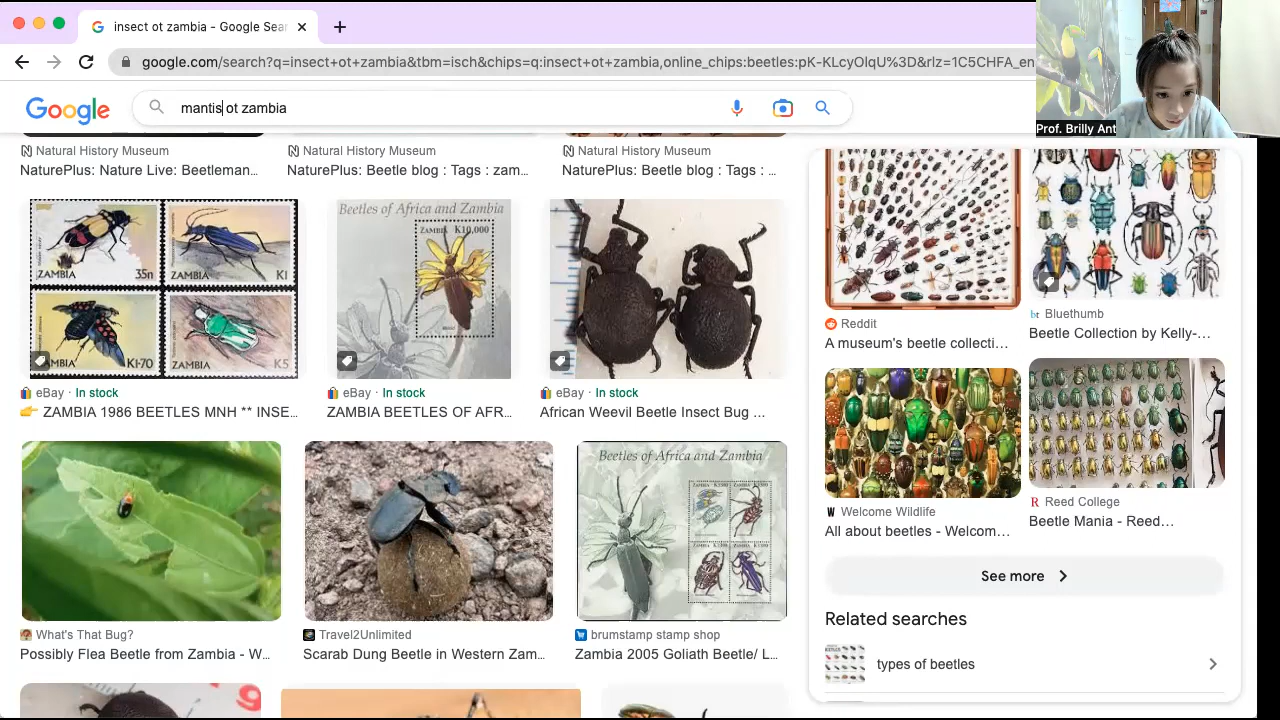 insect ot zambia - Google Sear
google.com/search?q=insect+ot+zambia&tbm=isch&chips=q:insect+ot+zambia,online_chips:beetles:pK-KLcyOIqU%3D&rlz=1C5CHFA_en
Google
mantis ot zambia
Prof. Brilly Ant
Natural History Museum
NaturePlus: Nature Live: Beetleman...
Natural History Museum
NaturePlus: Beetle blog : Tags : zam...
Natural History Museum
NaturePlus: Beetle blog : Tags : ...
ZAMBIA
35n
ZAMBIA
K1
ZAMBIA
K1·70
ZAMBIA
K5
Beetles of Africa and Zambia
ZAMBIA K10,000
eBay · In stock
ZAMBIA 1986 BEETLES MNH ** INSE...
eBay · In stock
ZAMBIA BEETLES OF AFR...
eBay · In stock
African Weevil Beetle Insect Bug ...
Beetles of Africa and Zambia
What's That Bug?
Possibly Flea Beetle from Zambia - W...
Travel2Unlimited
Scarab Dung Beetle in Western Zam...
brumstamp stamp shop
Zambia 2005 Goliath Beetle/ L...
Reddit
A museum's beetle collecti...
bt Bluethumb
Beetle Collection by Kelly-...
W Welcome Wildlife
All about beetles - Welcom...
R Reed College
Beetle Mania - Reed...
See more
Related searches
types of beetles